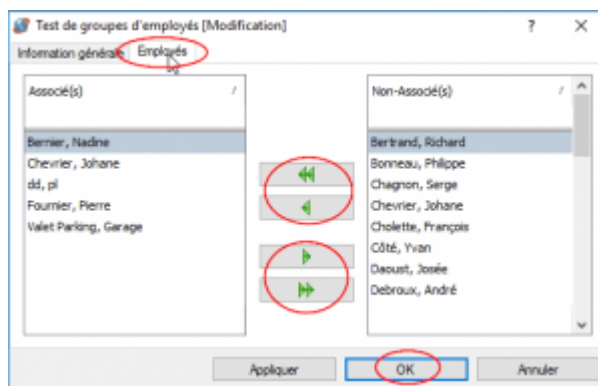 Test de groupes d'employés [Modification]
?
Information générale
Employés
Associé(s)
Non-Associé(s)
Bernier, Nadine
Chevrier, Johane
dd, pl
Fournier, Pierre
Valet Parking, Garage
Bertrand, Richard
Bonneau, Philippe
Chagnon, Serge
Chevrier, Johane
Cholette, François
Côté, Yvan
Daoust, Josée
Debroux, André
Appliquer
OK
Annuler